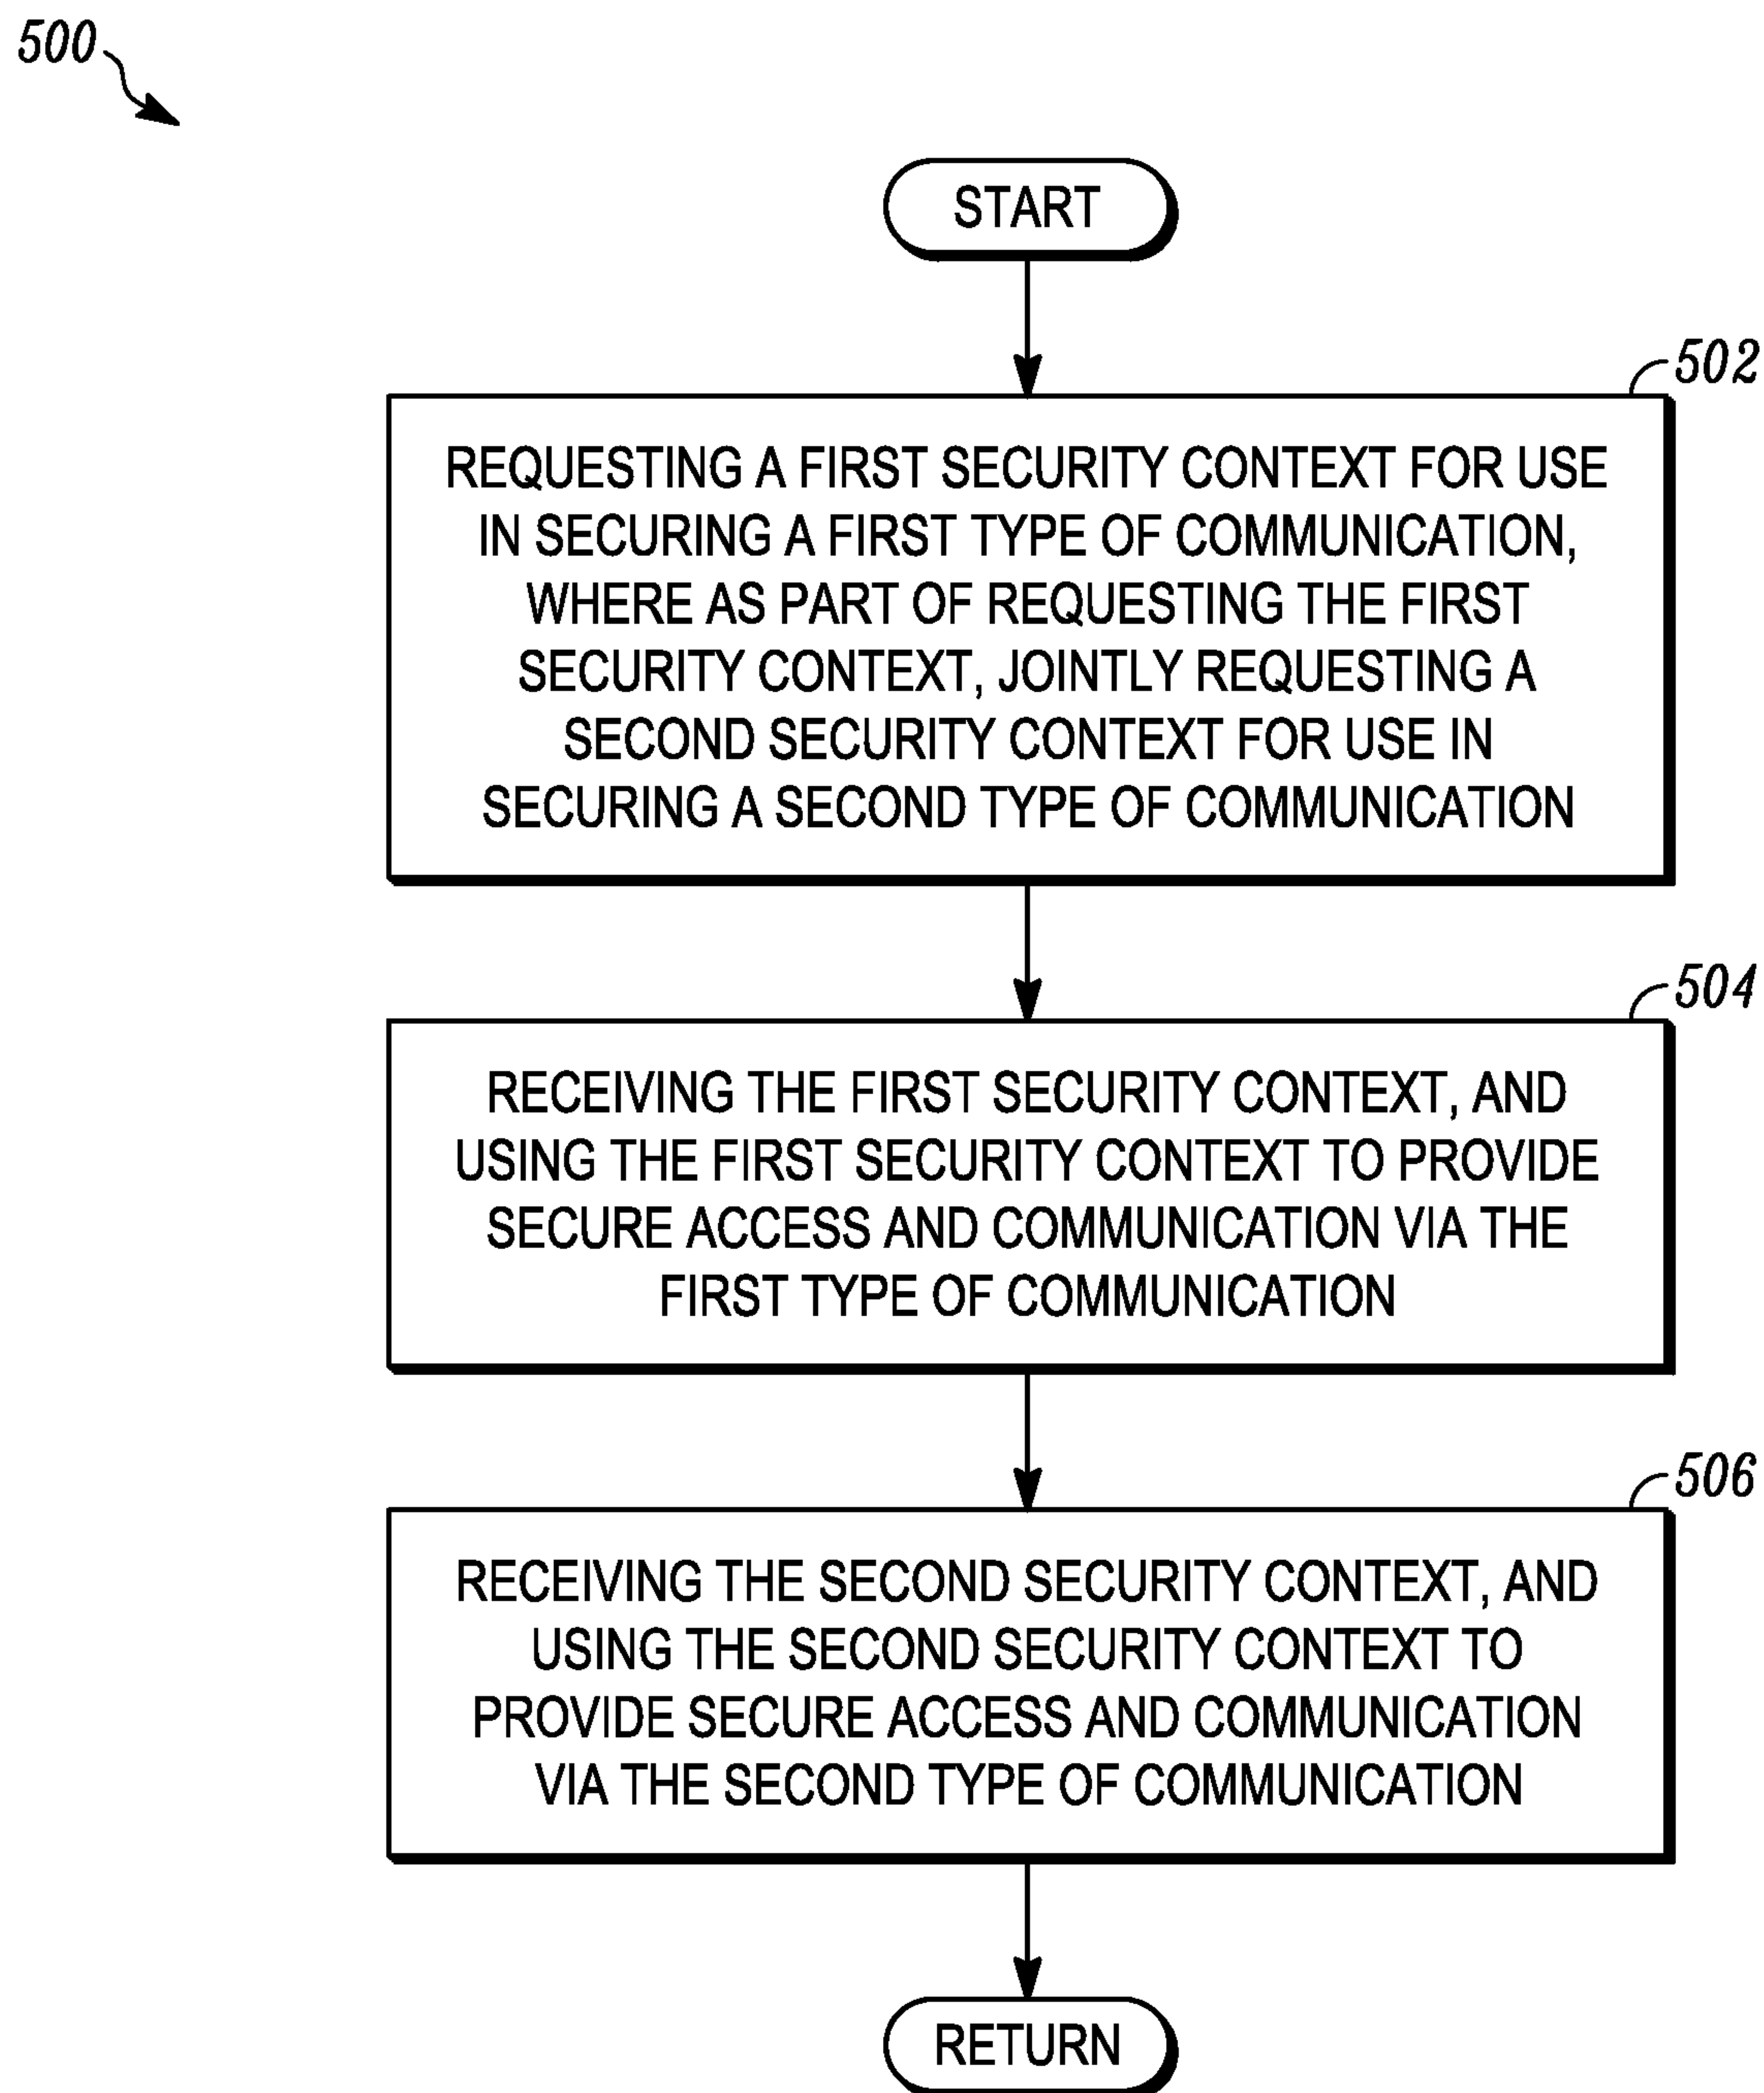 500
START
502
REQUESTING A FIRST SECURITY CONTEXT FOR USE
IN SECURING A FIRST TYPE OF COMMUNICATION,
WHERE AS PART OF REQUESTING THE FIRST
SECURITY CONTEXT, JOINTLY REQUESTING A
SECOND SECURITY CONTEXT FOR USE IN
SECURING A SECOND TYPE OF COMMUNICATION
504
RECEIVING THE FIRST SECURITY CONTEXT, AND
USING THE FIRST SECURITY CONTEXT TO PROVIDE
SECURE ACCESS AND COMMUNICATION VIA THE
FIRST TYPE OF COMMUNICATION
506
RECEIVING THE SECOND SECURITY CONTEXT, AND
USING THE SECOND SECURITY CONTEXT TO
PROVIDE SECURE ACCESS AND COMMUNICATION
VIA THE SECOND TYPE OF COMMUNICATION
RETURN